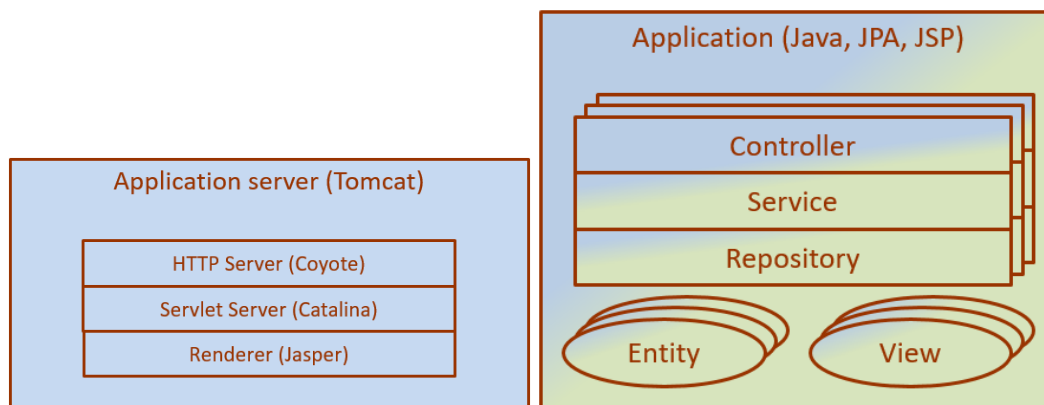 Application server (Tomcat)
HTTP Server (Coyote)
Servlet Server (Catalina)
Renderer (Jasper)
Application (Java, JPA, JSP)
Controller
Service
Repository
Entity
View